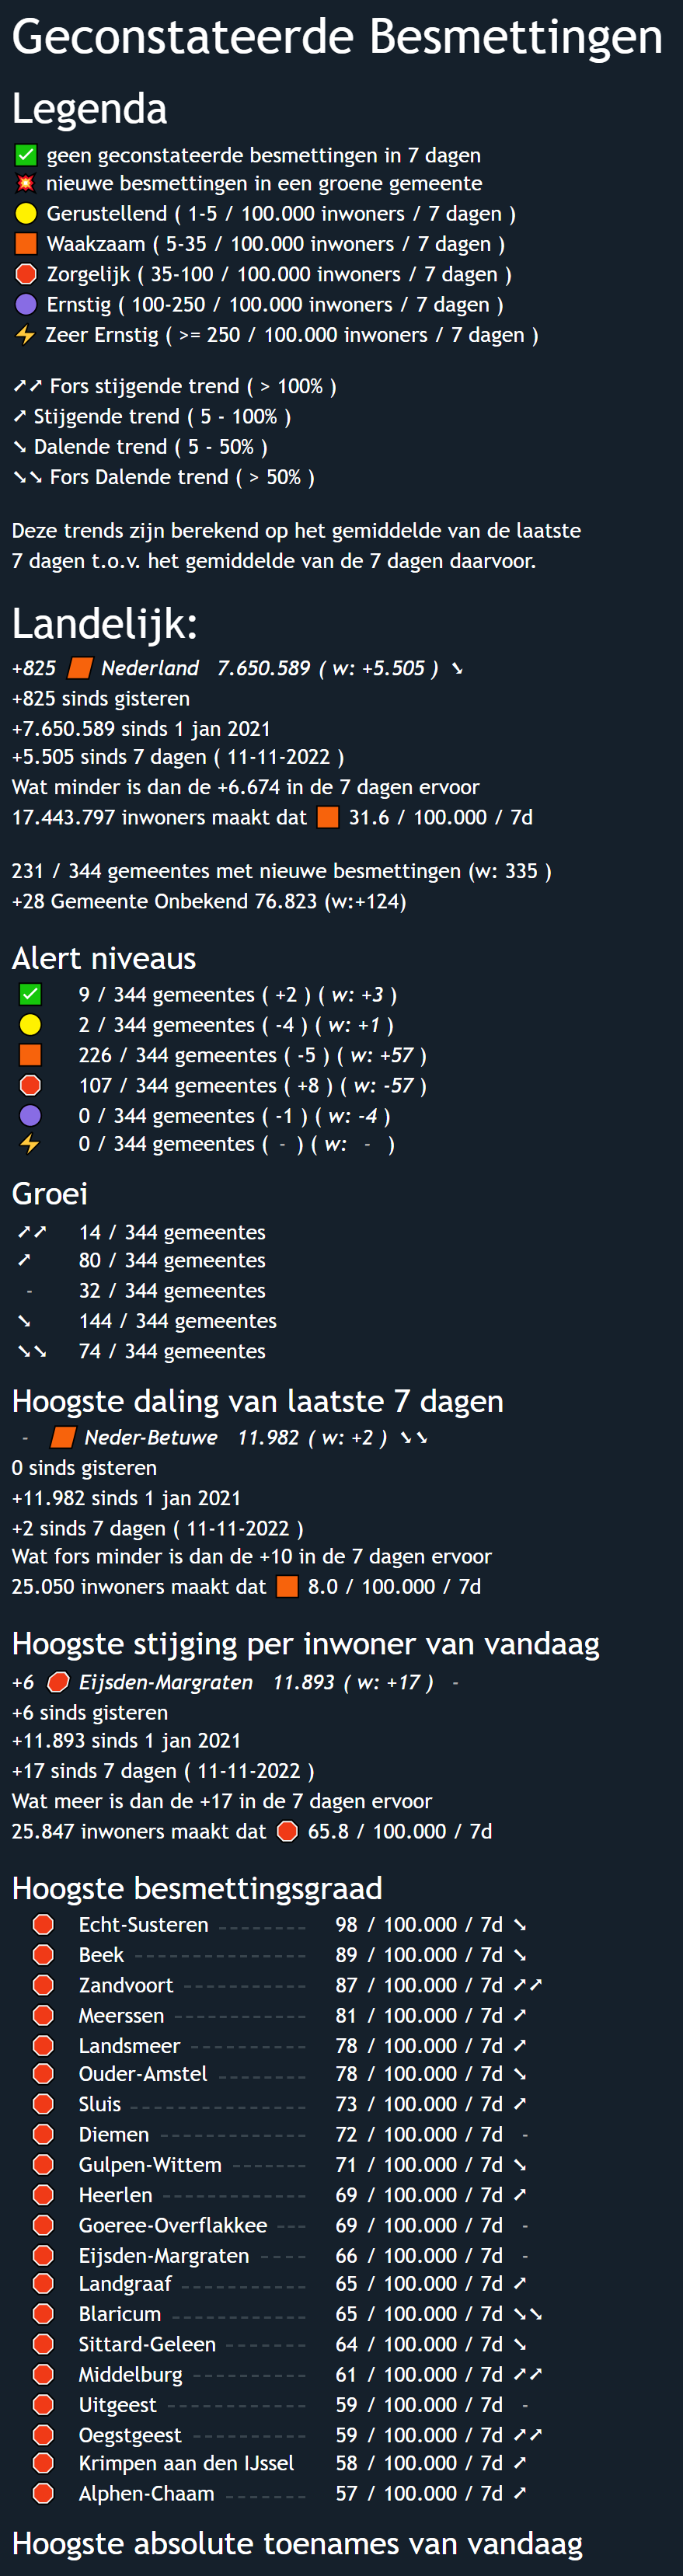 Geconstateerde Besmettingen
Legenda
✅ geen geconstateerde besmettingen in 7 dagen
💥 nieuwe besmettingen in een groene gemeente
🟡 Gerustellend ( 1-5 / 100.000 inwoners / 7 dagen )
🟧 Waakzaam ( 5-35 / 100.000 inwoners / 7 dagen )
🛑 Zorgelijk ( 35-100 / 100.000 inwoners / 7 dagen )
🟣 Ernstig ( 100-250 / 100.000 inwoners / 7 dagen )
⚡ Zeer Ernstig ( >= 250 / 100.000 inwoners / 7 dagen )
➚➚ Fors stijgende trend ( > 100% )
➚ Stijgende trend ( 5 - 100% )
➘ Dalende trend ( 5 - 50% )
➘➘ Fors Dalende trend ( > 50% )
Deze trends zijn berekend op het gemiddelde van de laatste
7 dagen t.o.v. het gemiddelde van de 7 dagen daarvoor.
Landelijk:
+825 🟧 Nederland 7.650.589 ( w: +5.505 ) ➘
+825 sinds gisteren
+7.650.589 sinds 1 jan 2021
+5.505 sinds 7 dagen ( 11-11-2022 )
Wat minder is dan de +6.674 in de 7 dagen ervoor
17.443.797 inwoners maakt dat 🟧 31.6 / 100.000 / 7d
231 / 344 gemeentes met nieuwe besmettingen (w: 335 )
+28 Gemeente Onbekend 76.823 (w:+124)
Alert niveaus
✅ 9 / 344 gemeentes ( +2 ) ( w: +3 )
🟡 2 / 344 gemeentes ( -4 ) ( w: +1 )
🟧 226 / 344 gemeentes ( -5 ) ( w: +57 )
🛑 107 / 344 gemeentes ( +8 ) ( w: -57 )
🟣 0 / 344 gemeentes ( -1 ) ( w: -4 )
⚡ 0 / 344 gemeentes ( - ) ( w: - )
Groei
➚➚ 14 / 344 gemeentes
➚ 80 / 344 gemeentes
- 32 / 344 gemeentes
➘ 144 / 344 gemeentes
➘➘ 74 / 344 gemeentes
Hoogste daling van laatste 7 dagen
- 🟧 Neder-Betuwe 11.982 ( w: +2 ) ➘➘
0 sinds gisteren
+11.982 sinds 1 jan 2021
+2 sinds 7 dagen ( 11-11-2022 )
Wat fors minder is dan de +10 in de 7 dagen ervoor
25.050 inwoners maakt dat 🟧 8.0 / 100.000 / 7d
Hoogste stijging per inwoner van vandaag
+6 🛑 Eijsden-Margraten 11.893 ( w: +17 ) -
+6 sinds gisteren
+11.893 sinds 1 jan 2021
+17 sinds 7 dagen ( 11-11-2022 )
Wat meer is dan de +17 in de 7 dagen ervoor
25.847 inwoners maakt dat 🛑 65.8 / 100.000 / 7d
Hoogste besmettingsgraad
🛑 Echt-Susteren -------- 98 / 100.000 / 7d ➘
🛑 Beek ---------------- 89 / 100.000 / 7d ➘
🛑 Zandvoort ----------- 87 / 100.000 / 7d ➚➚
🛑 Meerssen ------------ 81 / 100.000 / 7d ➚
🛑 Landsmeer ---------- 78 / 100.000 / 7d ➚
🛑 Ouder-Amstel -------- 78 / 100.000 / 7d ➘
🛑 Sluis ---------------- 73 / 100.000 / 7d ➚
🛑 Diemen ------------- 72 / 100.000 / 7d -
🛑 Gulpen-Wittem ------- 71 / 100.000 / 7d ➘
🛑 Heerlen ------------- 69 / 100.000 / 7d ➚
🛑 Goeree-Overflakkee --- 69 / 100.000 / 7d -
🛑 Eijsden-Margraten ---- 66 / 100.000 / 7d -
🛑 Landgraaf ----------- 65 / 100.000 / 7d ➚
🛑 Blaricum ------------ 65 / 100.000 / 7d ➘➘
🛑 Sittard-Geleen ------- 64 / 100.000 / 7d ➘
🛑 Middelburg ---------- 61 / 100.000 / 7d ➚➚
🛑 Uitgeest ------------ 59 / 100.000 / 7d -
🛑 Oegstgeest ---------- 59 / 100.000 / 7d ➚➚
🛑 Krimpen aan den IJssel 58 / 100.000 / 7d ➚
🛑 Alphen-Chaam ------- 57 / 100.000 / 7d ➚
Hoogste absolute toenames van vandaag